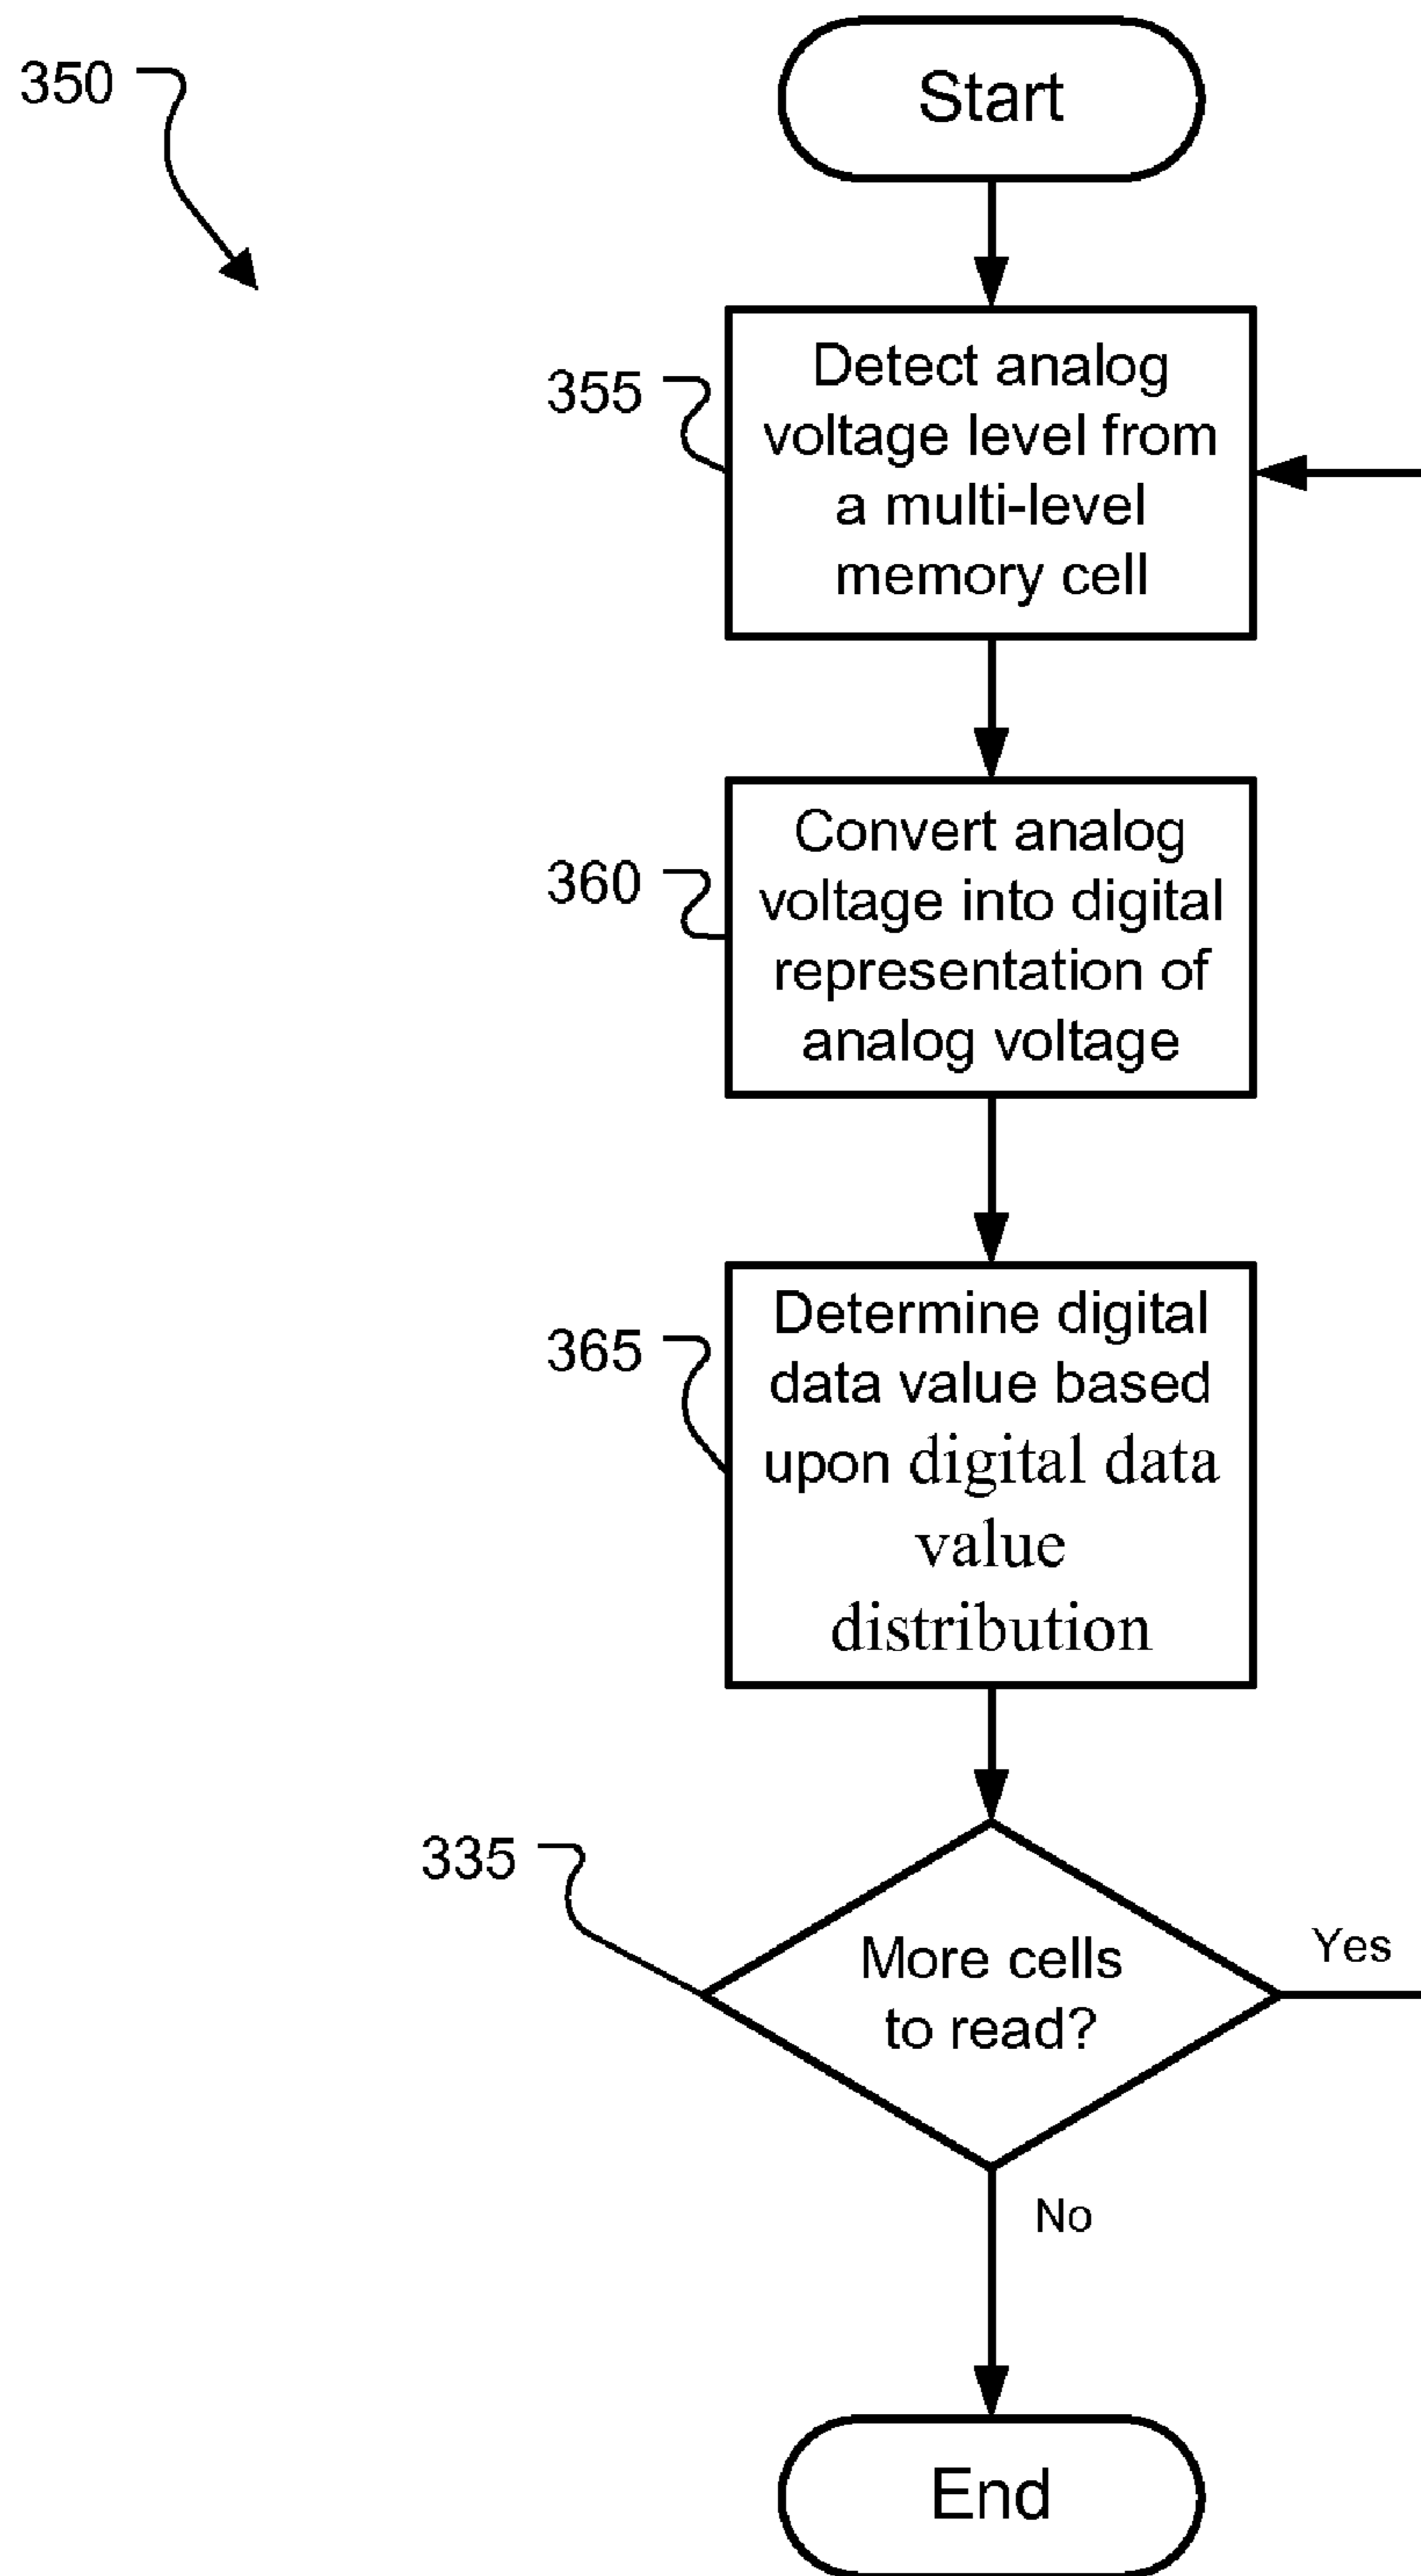 350
Start
355
Detect analog
voltage level from
a multi-level
memory cell
360
Convert analog
voltage into digital
representation of
analog voltage
365
Determine digital
data value based
upon digital data
value
distribution
335
More cells
to read?
Yes
No
End